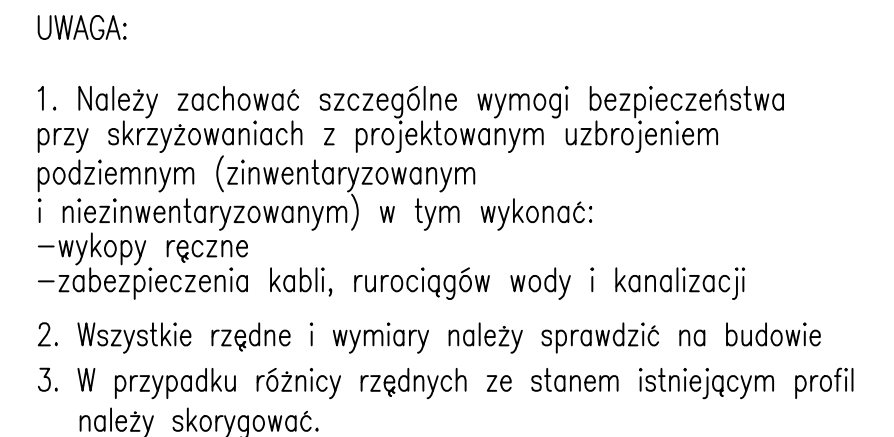 UWAGA:
1. Należy zachować szczególne wymogi bezpieczeństwa
przy skrzyżowaniach z projektowanym uzbrojeniem
podziemnym (zinwentaryzowanym
i niezinwentaryzowanym) w tym wykonać:
-wykopy ręczne
-zabezpieczenia kabli, rurociągów wody i kanalizacji
2. Wszystkie rzędne i wymiary należy sprawdzić na budowie
3. W przypadku różnicy rzędnych ze stanem istniejącym profil
należy skorygować.